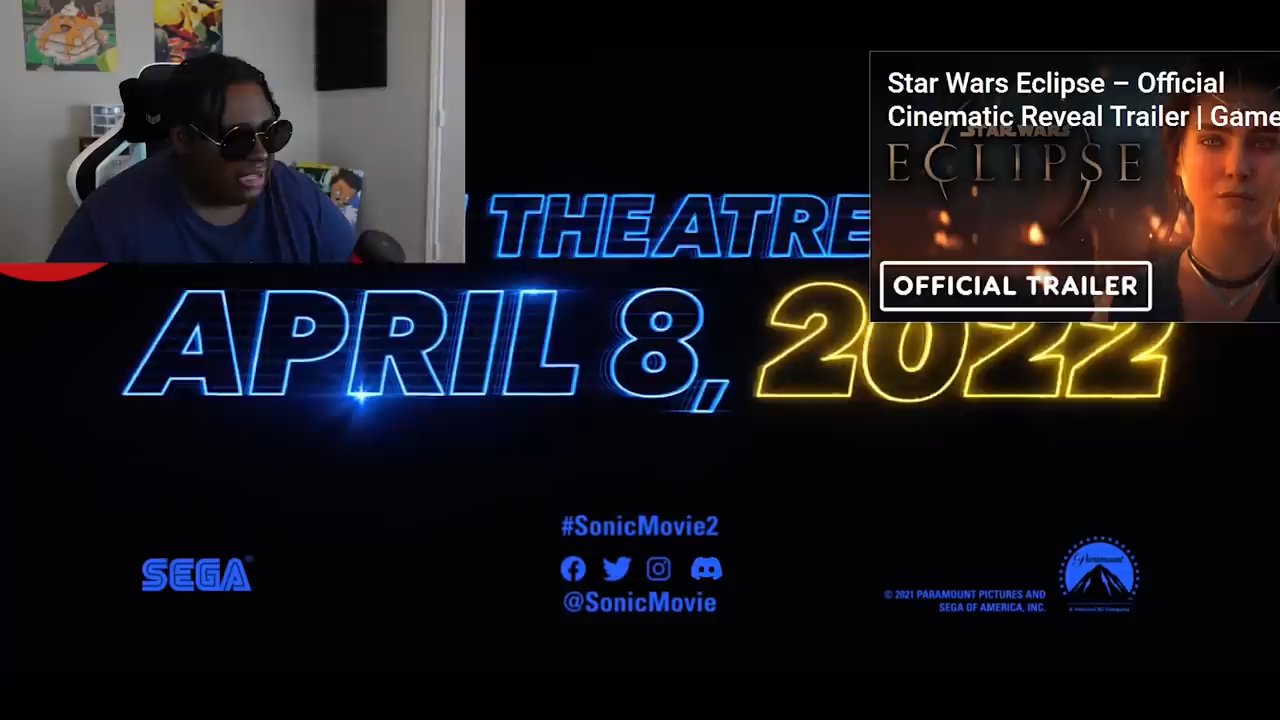 Star Wars Eclipse – Official
Cinematic Reveal Trailer | Game
STAR WARS
ECLIPSE
OFFICIAL TRAILER
THEATRE
APRIL 8, 2022
#SonicMovie2
@SonicMovie
SEGA
© 2021 PARAMOUNT PICTURES AND
SEGA OF AMERICA, INC.
Paramount